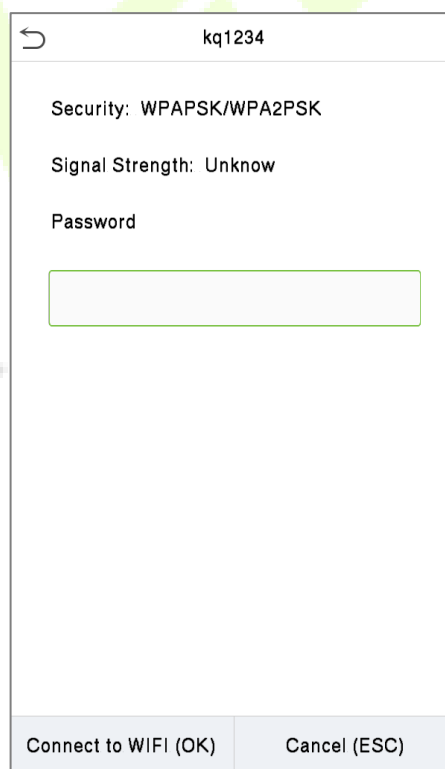 kq1234
Security: WPAPSK/WPA2PSK
Signal Strength: Unknow
Password
Connect to WIFI (OK) Cancel (ESC)